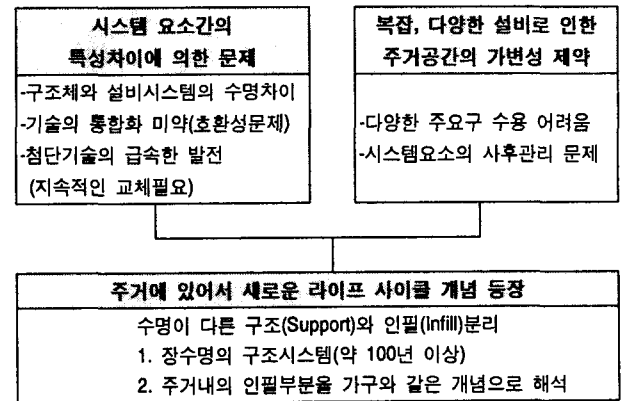 시스템 요소간의
특성차이에 의한 문제
-구조체와 설비시스템의 수명차이
-기술의 통합화 미약(호환성문제)
-첨단기술의 급속한 발전
(지속적인 교체필요)
복잡, 다양한 설비로 인한
주거공간의 가변성 제약
-다양한 주요구 수용 어려움
-시스템요소의 사후관리 문제
주거에 있어서 새로운 라이프 사이클 개념 등장
수명이 다른 구조(Support)와 인필(Infill)분리
1. 장수명의 구조시스템(약 100년 이상)
2. 주거내의 인필부분을 가구와 같은 개념으로 해석